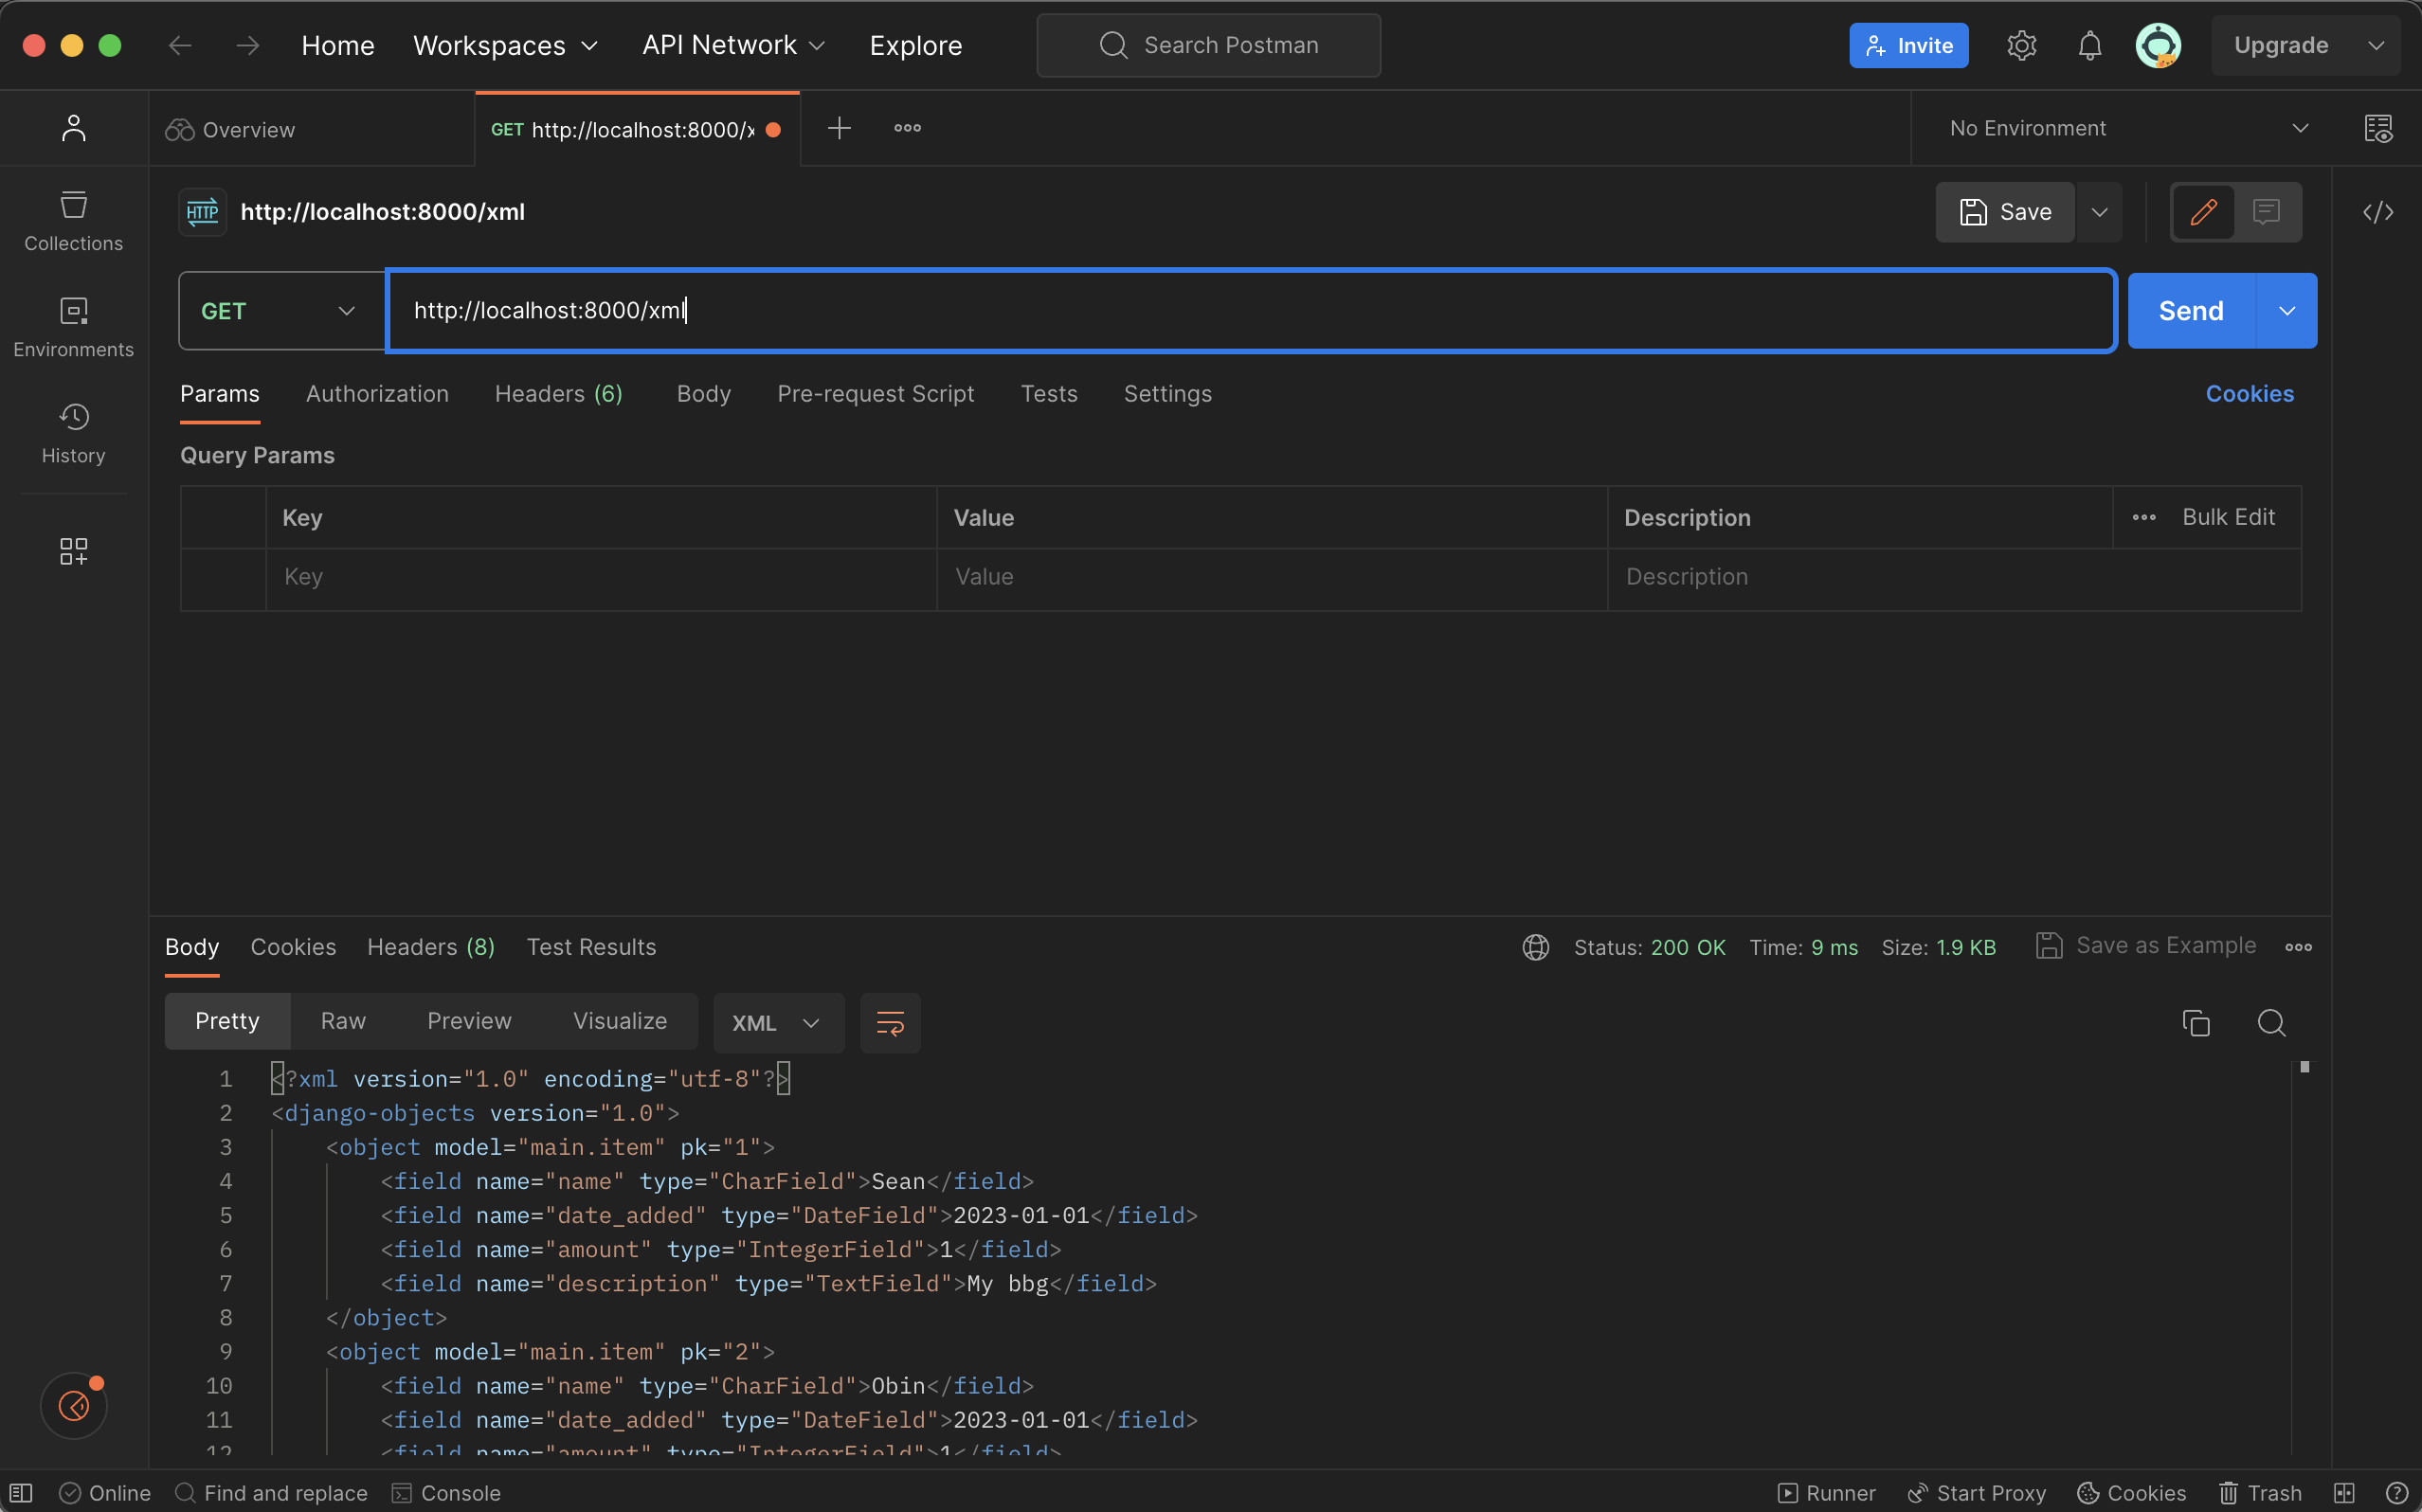 Home Workspaces API Network Explore Search Postman Invite Upgrade
Overview GET http://localhost:8000/x No Environment
HTTP http://localhost:8000/xml Save
Collections
GET http://localhost:8000/xml Send
Environments
Params Authorization Headers (6) Body Pre-request Script Tests Settings Cookies
History
Query Params
Key Value Description Bulk Edit
Key Value Description
Body Cookies Headers (8) Test Results Status: 200 OK Time: 9 ms Size: 1.9 KB Save as Example
Pretty Raw Preview Visualize XML
1 <?xml version="1.0" encoding="utf-8"?>
2 <django-objects version="1.0">
3 <object model="main.item" pk="1">
4 <field name="name" type="CharField">Sean</field>
5 <field name="date_added" type="DateField">2023-01-01</field>
6 <field name="amount" type="IntegerField">1</field>
7 <field name="description" type="TextField">My bbg</field>
8 </object>
9 <object model="main.item" pk="2">
10 <field name="name" type="CharField">Obin</field>
11 <field name="date_added" type="DateField">2023-01-01</field>
12 <field name="amount" type="IntegerField">1</field>
Online Find and replace Console Runner Start Proxy Cookies Trash